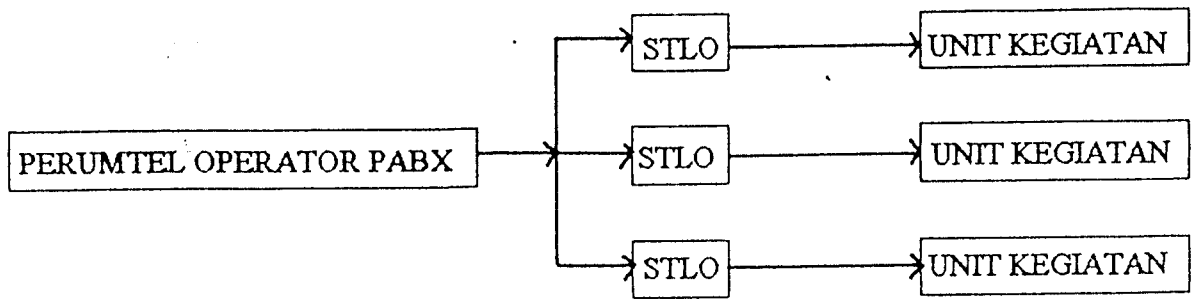 STLO
UNIT KEGIATAN
PERUMTEL OPERATOR PABX
STLO
UNIT KEGIATAN
STLO
UNIT KEGIATAN